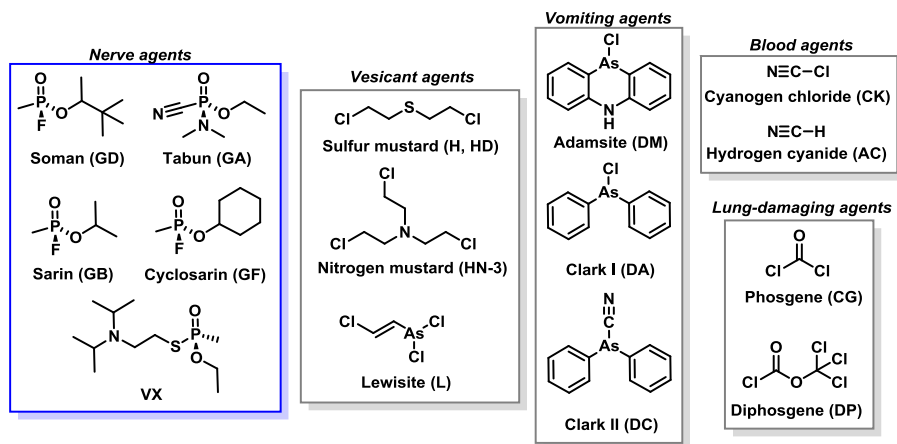 Nerve agents
O
P
O
F
Soman (GD)
O
N
P
O
N
Tabun (GA)
O
P
O
F
Sarin (GB)
O
P
O
F
Cyclosarin (GF)
N
S
O
P
O
VX
Vesicant agents
Cl
S
Cl
Sulfur mustard (H, HD)
Cl
N
Cl
Cl
Nitrogen mustard (HN-3)
Cl
As
Cl
Cl
Lewisite (L)
Vomiting agents
Cl
As
N
H
Adamsite (DM)
Cl
As
Clark I (DA)
N
C
As
Clark II (DC)
Blood agents
N≡C–Cl
Cyanogen chloride (CK)
N≡C–H
Hydrogen cyanide (AC)
Lung-damaging agents
O
Cl
Cl
Phosgene (CG)
O
Cl
O
Cl
Cl
Cl
Diphosgene (DP)